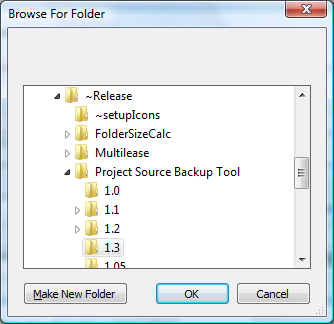 Browse For Folder
~Release
~setupIcons
FolderSizeCalc
Multilease
Project Source Backup Tool
1.0
1.1
1.2
1.3
1.05
Make New Folder
OK
Cancel